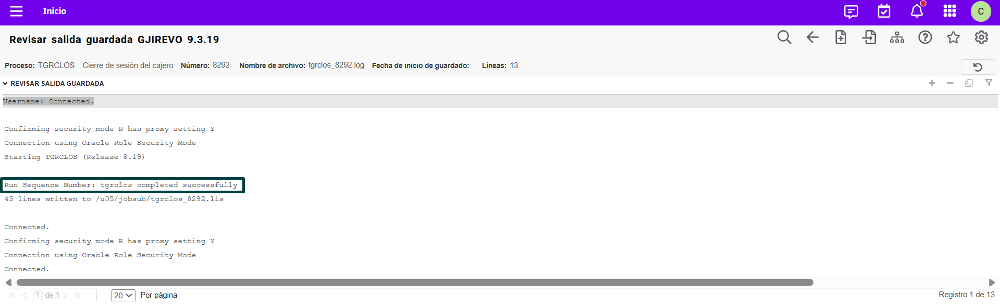 Inicio
C
Revisar salida guardada GJIREVO 9.3.19
Proceso: TGRCLOS Cierre de sesión del cajero Número: 8292 Nombre de archivo: tgrclos_8292.log Fecha de inicio de guardado: Líneas: 13
REVISAR SALIDA GUARDADA
Username: Connected.
Confirming security mode R has proxy setting Y
Connection using Oracle Role Security Mode
Starting TGRCLOS (Release 8.19)
Run Sequence Number: tgrclos completed successfully
45 lines written to /u05/jobsub/tgrclos_8292.lis
Connected.
Confirming security mode R has proxy setting Y
Connection using Oracle Role Security Mode
Connected.
1 de 1 20 Por página Registro 1 de 13